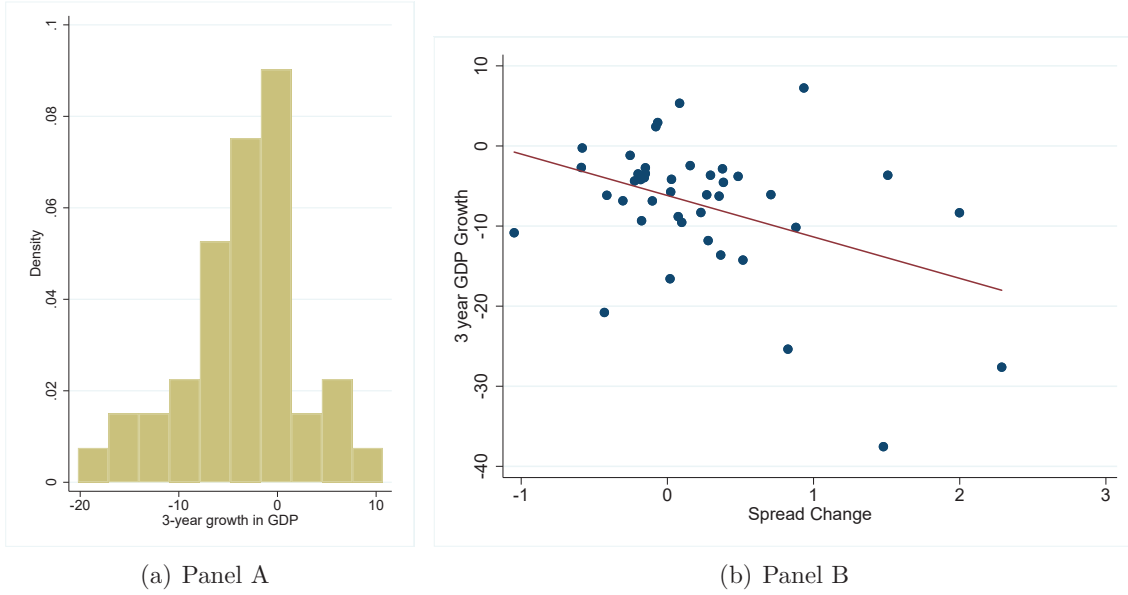 .1
.08
.06
.04
.02
0
Density
-20 -10 0 10
3-year growth in GDP
(a) Panel A
10
0
-10
-20
-30
-40
3 year GDP Growth
-1 0 1 2 3
Spread Change
(b) Panel B